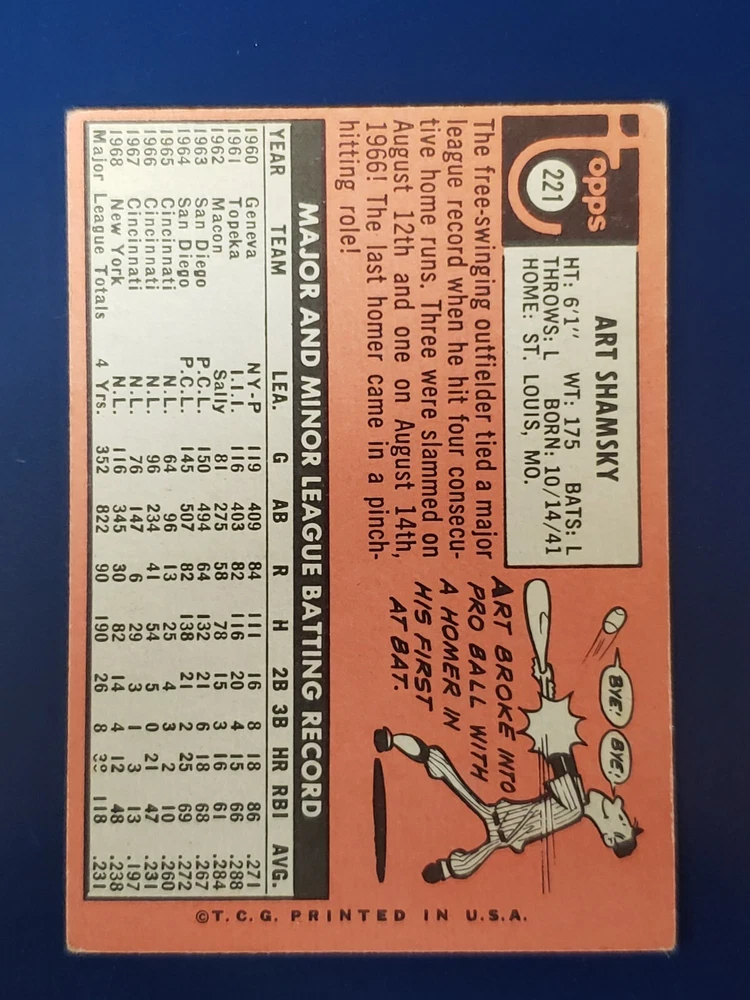 Topps
221
ART SHAMSKY
HT: 6'1" WT: 175 BATS: L
THROWS: L BORN: 10/14/41
HOME: ST. LOUIS, MO.
The free-swinging outfielder tied a major
league record when he hit four consecu-
tive home runs. Three were slammed on
August 12th and one on August 14th,
1966! The last homer came in a pinch-
hitting role!
BYE!
BYE!
ART BROKE INTO
PRO BALL WITH
A HOMER IN
HIS FIRST
AT BAT.
MAJOR AND MINOR LEAGUE BATTING RECORD
YEAR TEAM LEA. G AB R H 2B 3B HR RBI AVG.
1960 Geneva NY-P 119 409 84 111 16 8 18 86 .271
1961 Topeka I.I.I. 116 403 82 116 20 4 15 66 .288
1962 Macon Sally 81 275 58 78 15 3 16 61 .284
1963 San Diego P.C.L. 150 494 64 132 21 6 18 68 .267
1964 San Diego P.C.L. 145 507 82 138 21 2 25 69 .272
1965 Cincinnati N.L. 64 96 13 25 4 3 2 10 .260
1966 Cincinnati N.L. 96 234 41 54 5 0 21 47 .231
1967 Cincinnati N.L. 76 147 6 29 3 1 3 13 .197
1968 New York N.L. 116 345 30 82 14 4 12 48 .238
Major League Totals 4 Yrs. 352 822 90 190 26 8 38 118 .231
©T.C.G. PRINTED IN U.S.A.